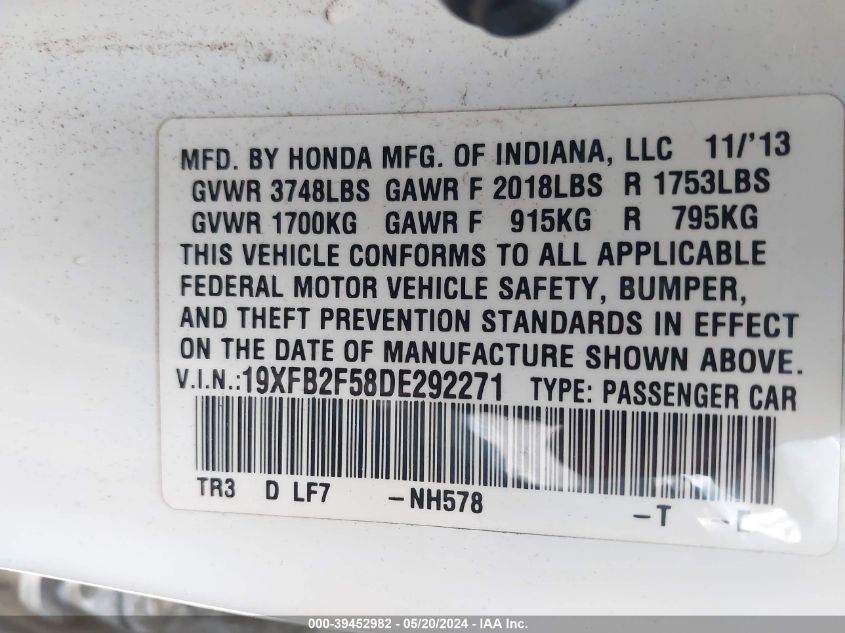 MFD. BY HONDA MFG. OF INDIANA, LLC 11/'13
GVWR 3748LBS GAWR F 2018LBS R 1753LBS
GVWR 1700KG GAWR F 915KG R 795KG
THIS VEHICLE CONFORMS TO ALL APPLICABLE
FEDERAL MOTOR VEHICLE SAFETY, BUMPER,
AND THEFT PREVENTION STANDARDS IN EFFECT
ON THE DATE OF MANUFACTURE SHOWN ABOVE.
V.I.N.:19XFB2F58DE292271 TYPE: PASSENGER CAR
TR3 D LF7 -NH578
-T
000-39452982 - 05/20/2024 - IAA Inc.